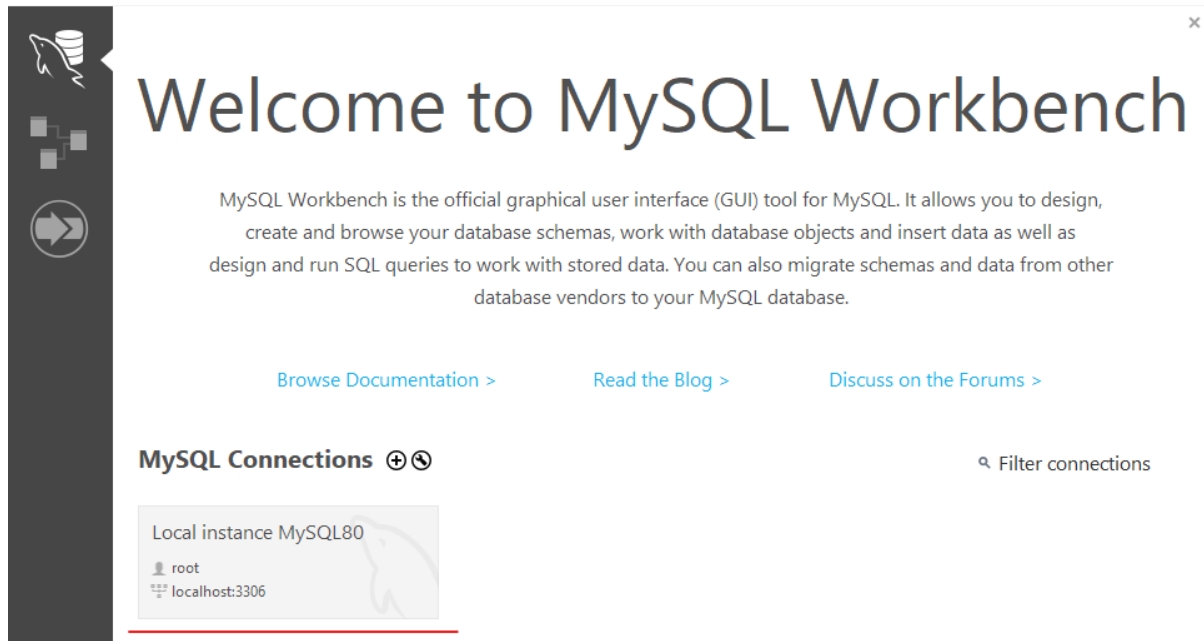 Welcome to MySQL Workbench
MySQL Workbench is the official graphical user interface (GUI) tool for MySQL. It allows you to design,
create and browse your database schemas, work with database objects and insert data as well as
design and run SQL queries to work with stored data. You can also migrate schemas and data from other
database vendors to your MySQL database.
Browse Documentation >
Read the Blog >
Discuss on the Forums >
MySQL Connections
Filter connections
Local instance MySQL80
root
localhost:3306